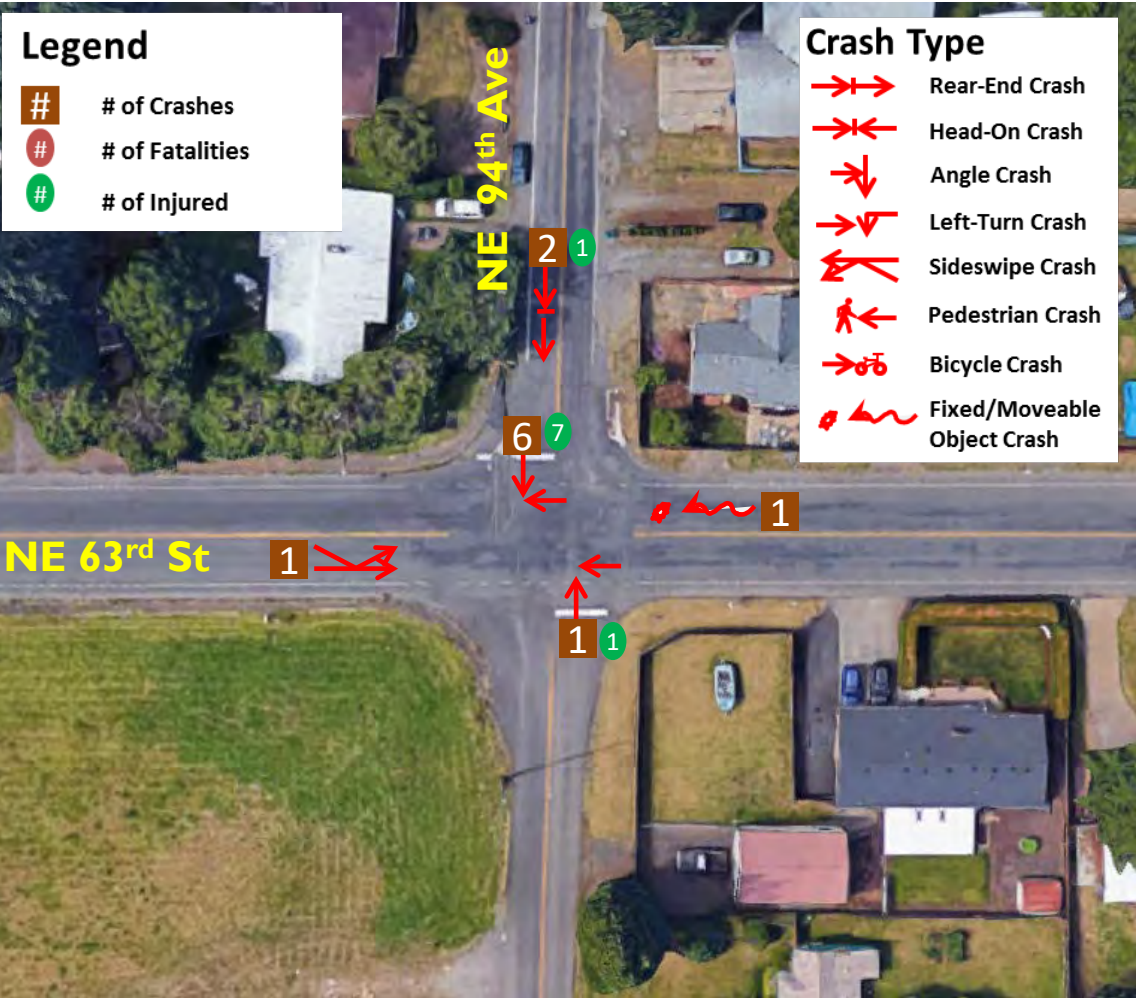 Legend
# # of Crashes
# # of Fatalities
# # of Injured
NE 94th Ave
Crash Type
Rear-End Crash
Head-On Crash
Angle Crash
Left-Turn Crash
Sideswipe Crash
Pedestrian Crash
Bicycle Crash
Fixed/Moveable
Object Crash
2 1
6 7
1
NE 63rd St 1
1 1